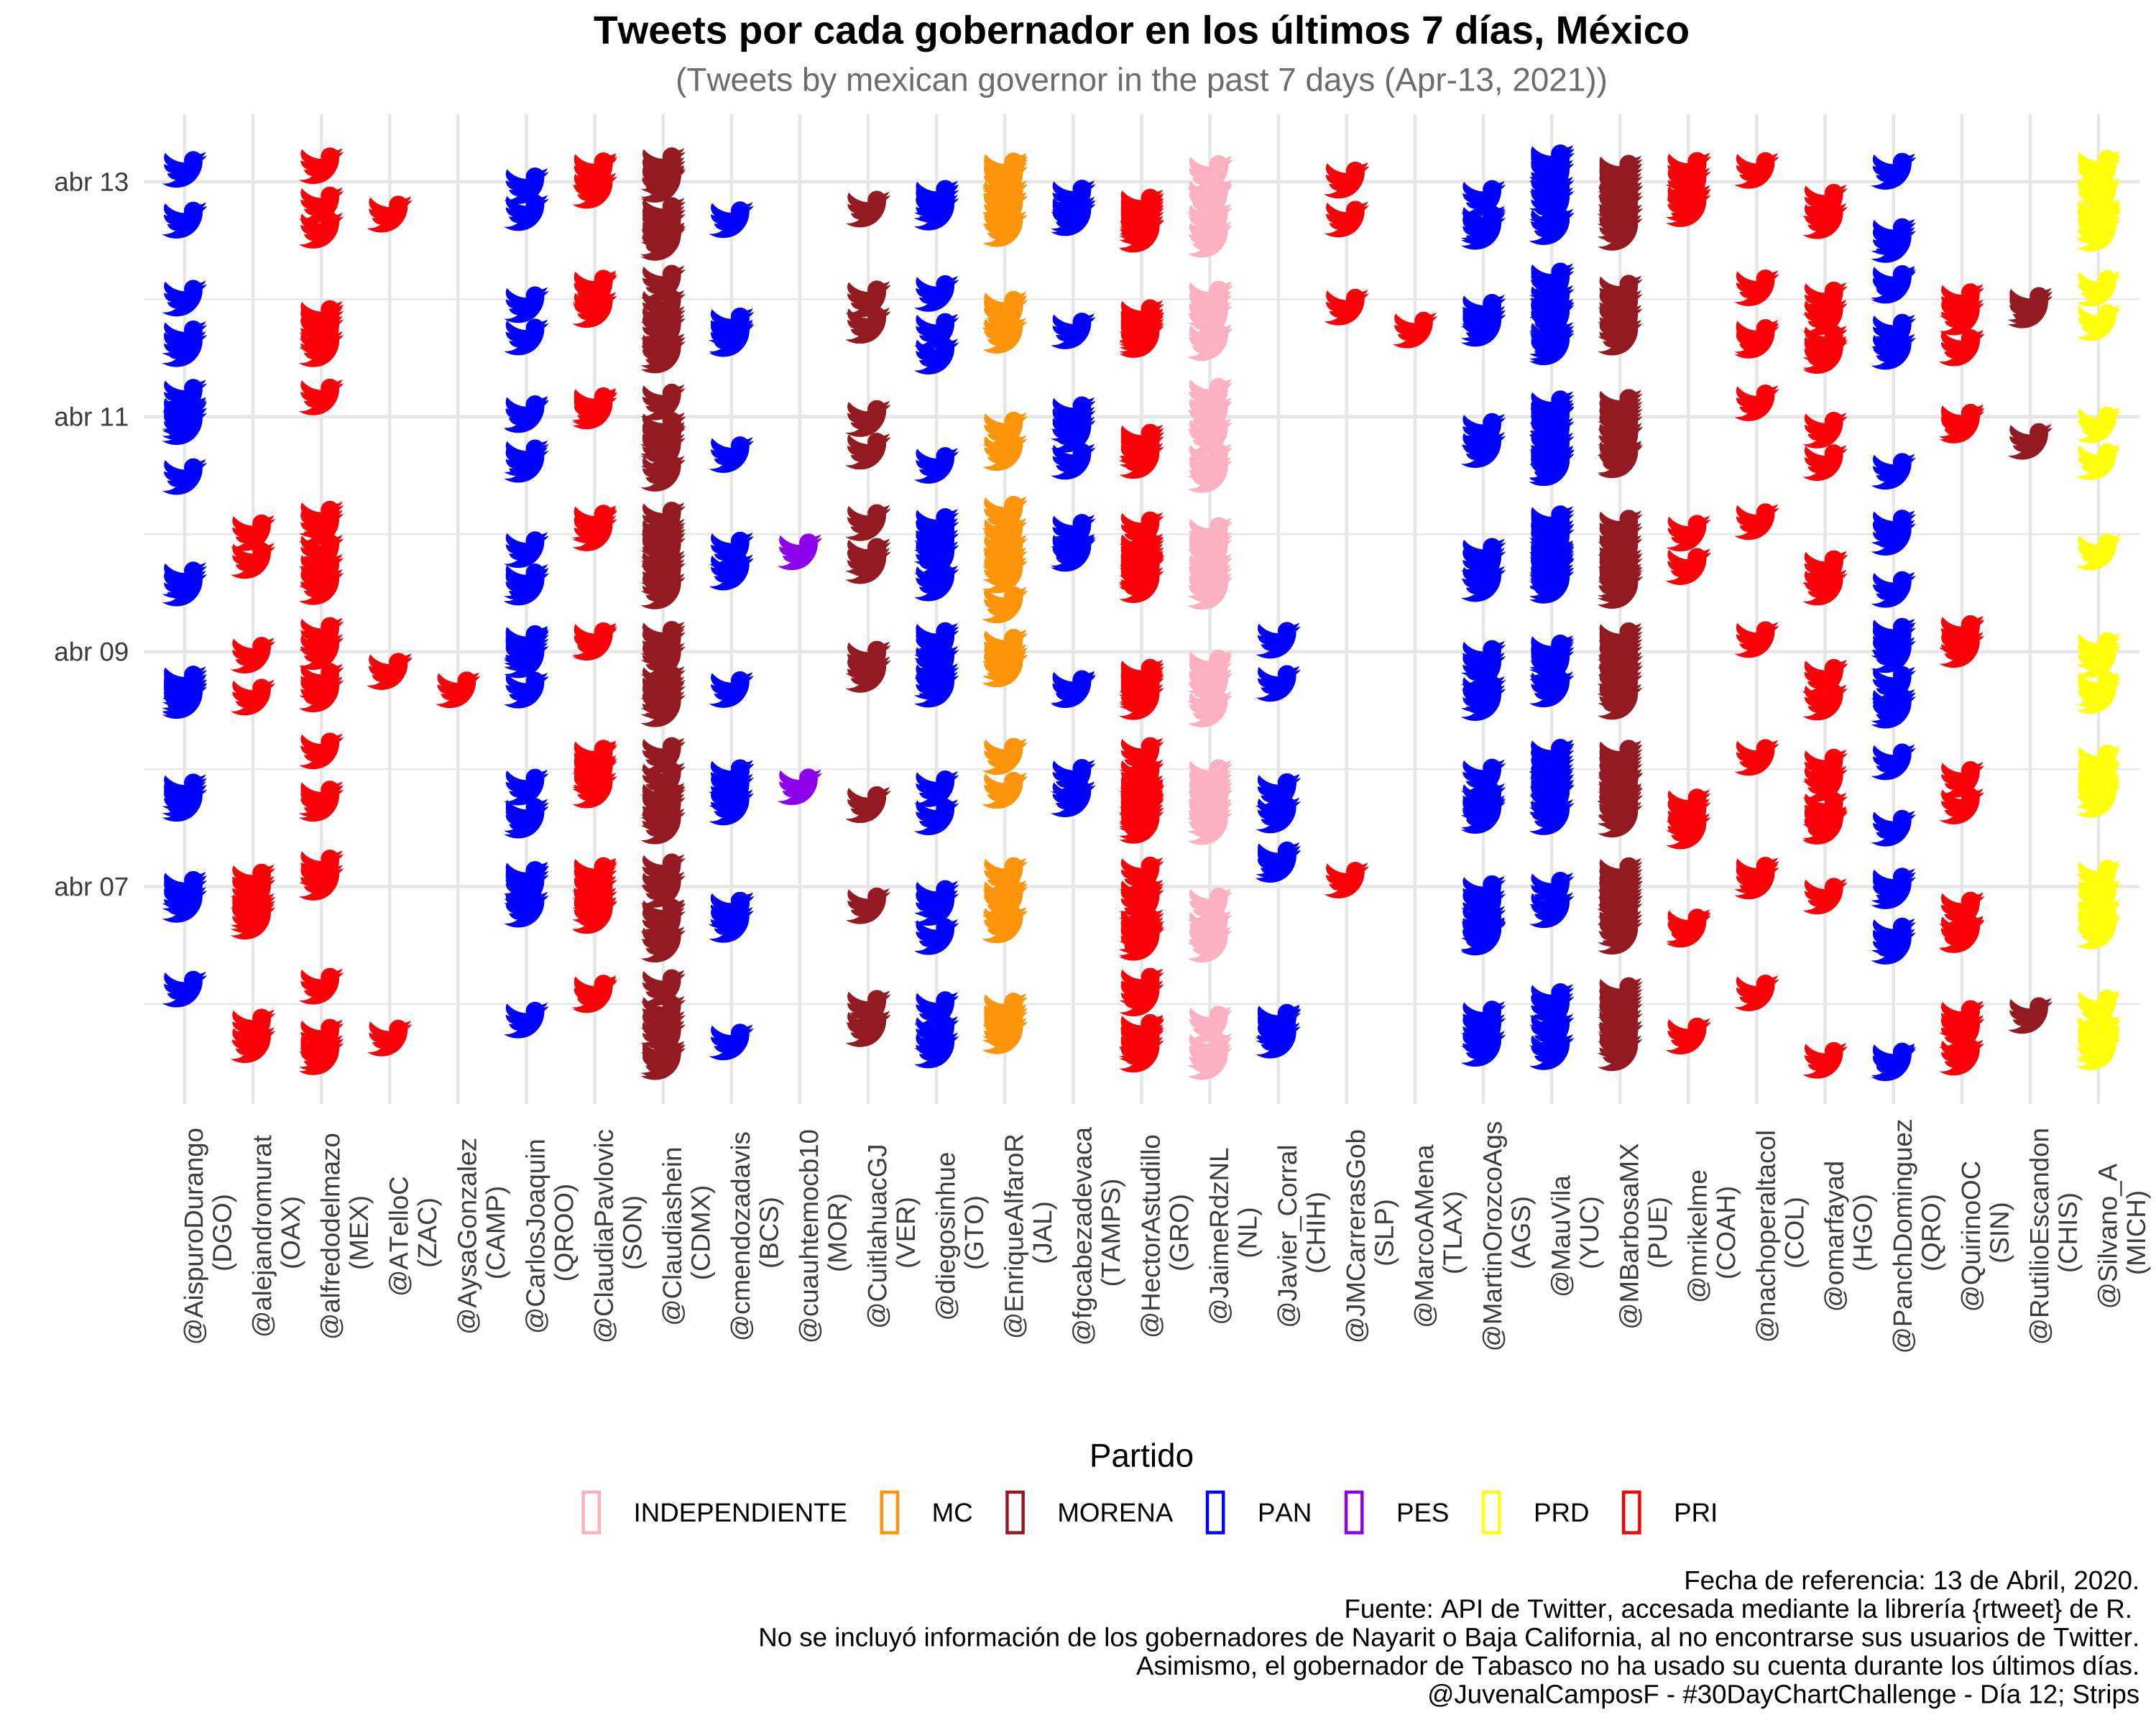 Tweets por cada gobernador en los últimos 7 días, México
(Tweets by mexican governor in the past 7 days (Apr-13, 2021))
abr 13
abr 11
abr 09
abr 07
@AispuroDurango
(DGO)
@alejandromurat
(OAX)
@alfredodelmazo
(MEX)
@ATelloC
(ZAC)
@AysaGonzalez
(CAMP)
@CarlosJoaquin
(QROO)
@ClaudiaPavlovic
(SON)
@Claudiashein
(CDMX)
@cmendozadavis
(BCS)
@cuauhtemocb10
(MOR)
@CuitlahuacGJ
(VER)
@diegosinhue
(GTO)
@EnriqueAlfaroR
(JAL)
@fgcabezadevaca
(TAMPS)
@HectorAstudillo
(GRO)
@JaimeRdzNL
(NL)
@Javier_Corral
(CHIH)
@JMCarrerasGob
(SLP)
@MarcoAMena
(TLAX)
@MartinOrozcoAgs
(AGS)
@MauVila
(YUC)
@MBarbosaMX
(PUE)
@mrikelme
(COAH)
@nachoperaltacol
(COL)
@omarfayad
(HGO)
@PanchDominguez
(QRO)
@QuirinoOC
(SIN)
@RutilioEscandon
(CHIS)
@Silvano_A
(MICH)
Partido
INDEPENDIENTE MC MORENA PAN PES PRD PRI
Fecha de referencia: 13 de Abril, 2020.
Fuente: API de Twitter, accesada mediante la librería {rtweet} de R.
No se incluyó información de los gobernadores de Nayarit o Baja California, al no encontrarse sus usuarios de Twitter.
Asimismo, el gobernador de Tabasco no ha usado su cuenta durante los últimos días.
@JuvenalCamposF - #30DayChartChallenge - Día 12; Strips